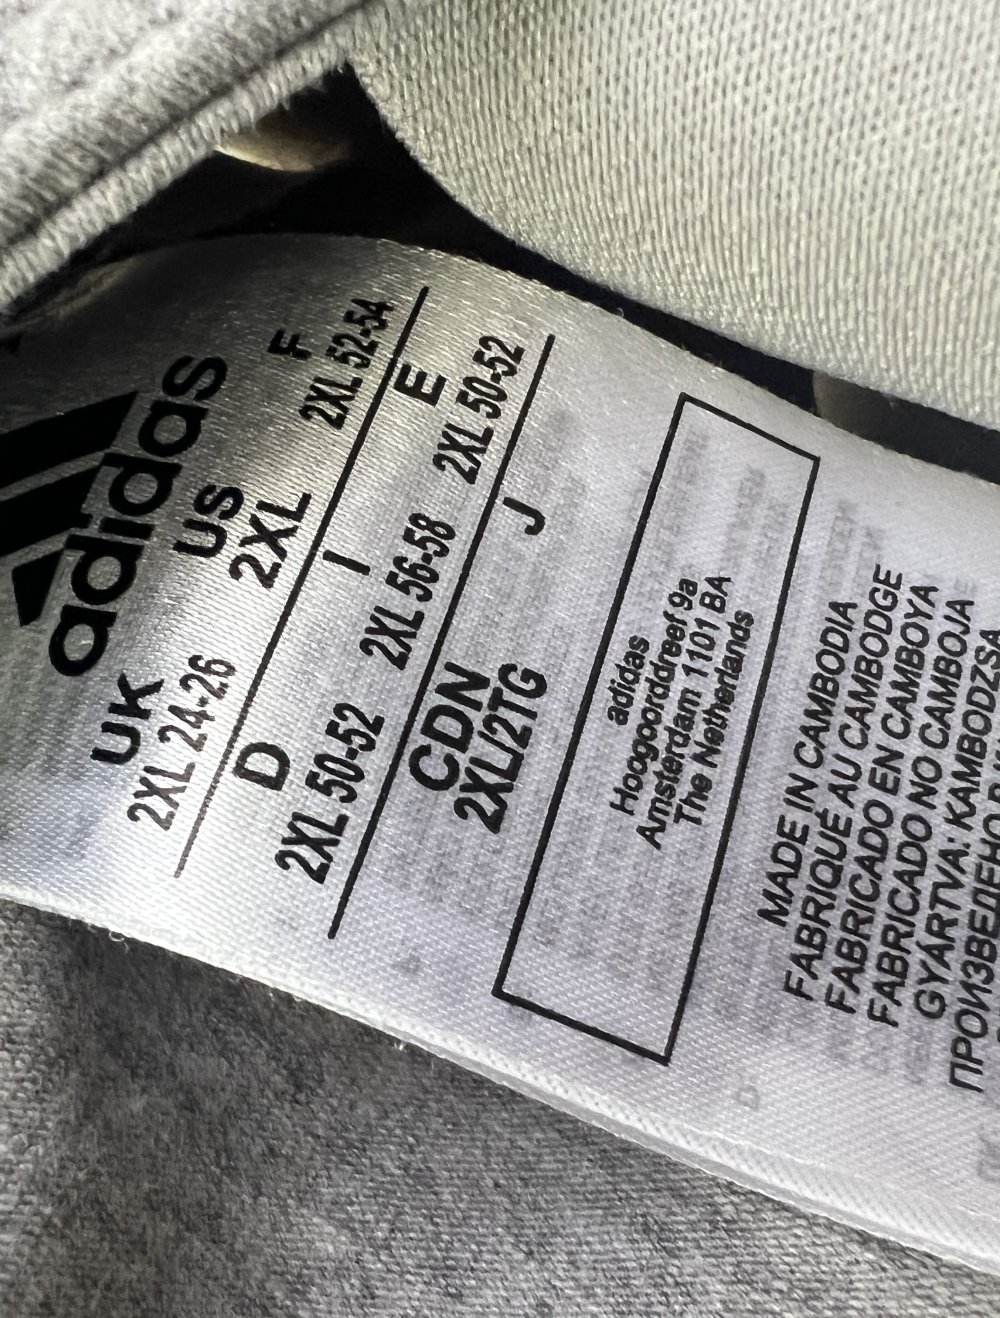 adidas
UK US F
2XL 24-26 2XL 2XL 52-54
D I E
2XL 50-52 2XL 56-58 2XL 50-52
CDN J
2XL/2TG
adidas
Hoogoorddreef 9a
Amsterdam 1101 BA
The Netherlands
MADE IN CAMBODIA
FABRIQUÉ AU CAMBODGE
FABRICADO EN CAMBOYA
FABRICADO NO CAMBOJA
GYÁRTVA: KAMBODZSA
ПРОИЗВЕДЕНО В